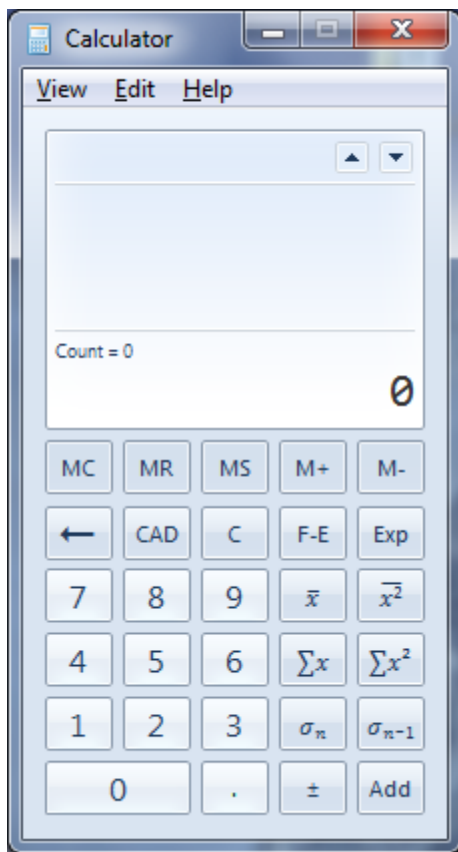 Calculator
View Edit Help
Count = 0
0
MC MR MS M+ M-
← CAD C F-E Exp
7 8 9 x̅ x̅²
4 5 6 ∑x ∑x²
1 2 3 σₙ σₙ₋₁
0 . ± Add